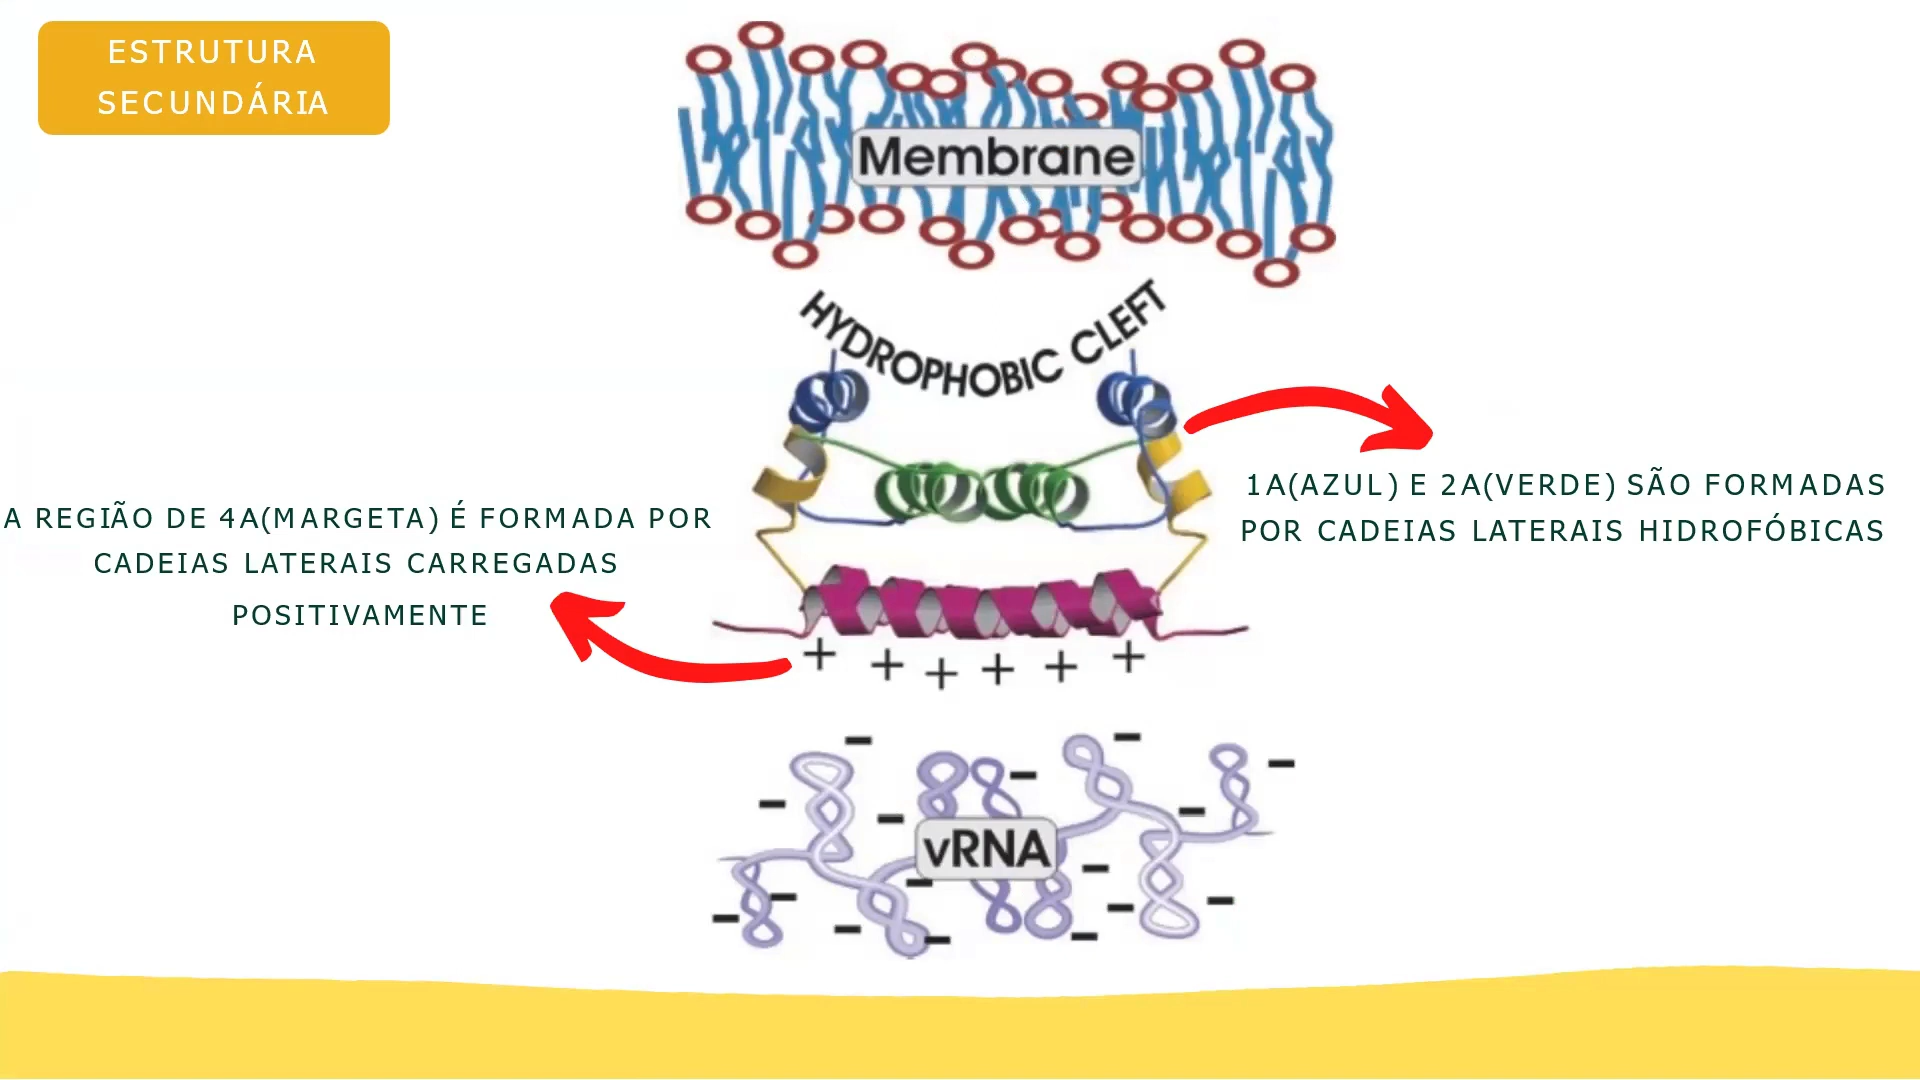 ESTRUTURA
SECUNDÁRIA
Membrane
HYDROPHOBIC CLEFT
1A(AZUL) E 2A(VERDE) SÃO FORMADAS
POR CADEIAS LATERAIS HIDROFÓBICAS
A REGIÃO DE 4A(MARGETA) É FORMADA POR
CADEIAS LATERAIS CARREGADAS
POSITIVAMENTE
+ + + + + +
vRNA